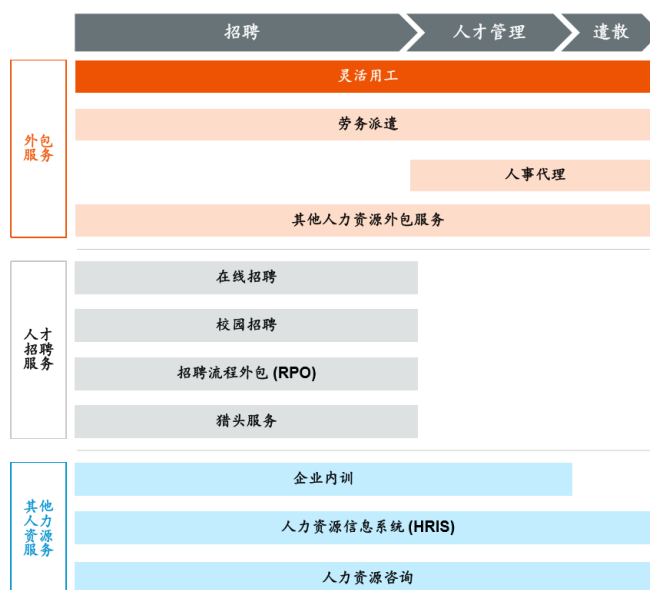 招聘
人才管理
遣散
外包
服务
灵活用工
劳务派遣
人事代理
其他人力资源外包服务
人才
招聘
服务
在线招聘
校园招聘
招聘流程外包 (RPO)
猎头服务
其他
人力
资源
服务
企业内训
人力资源信息系统 (HRIS)
人力资源咨询